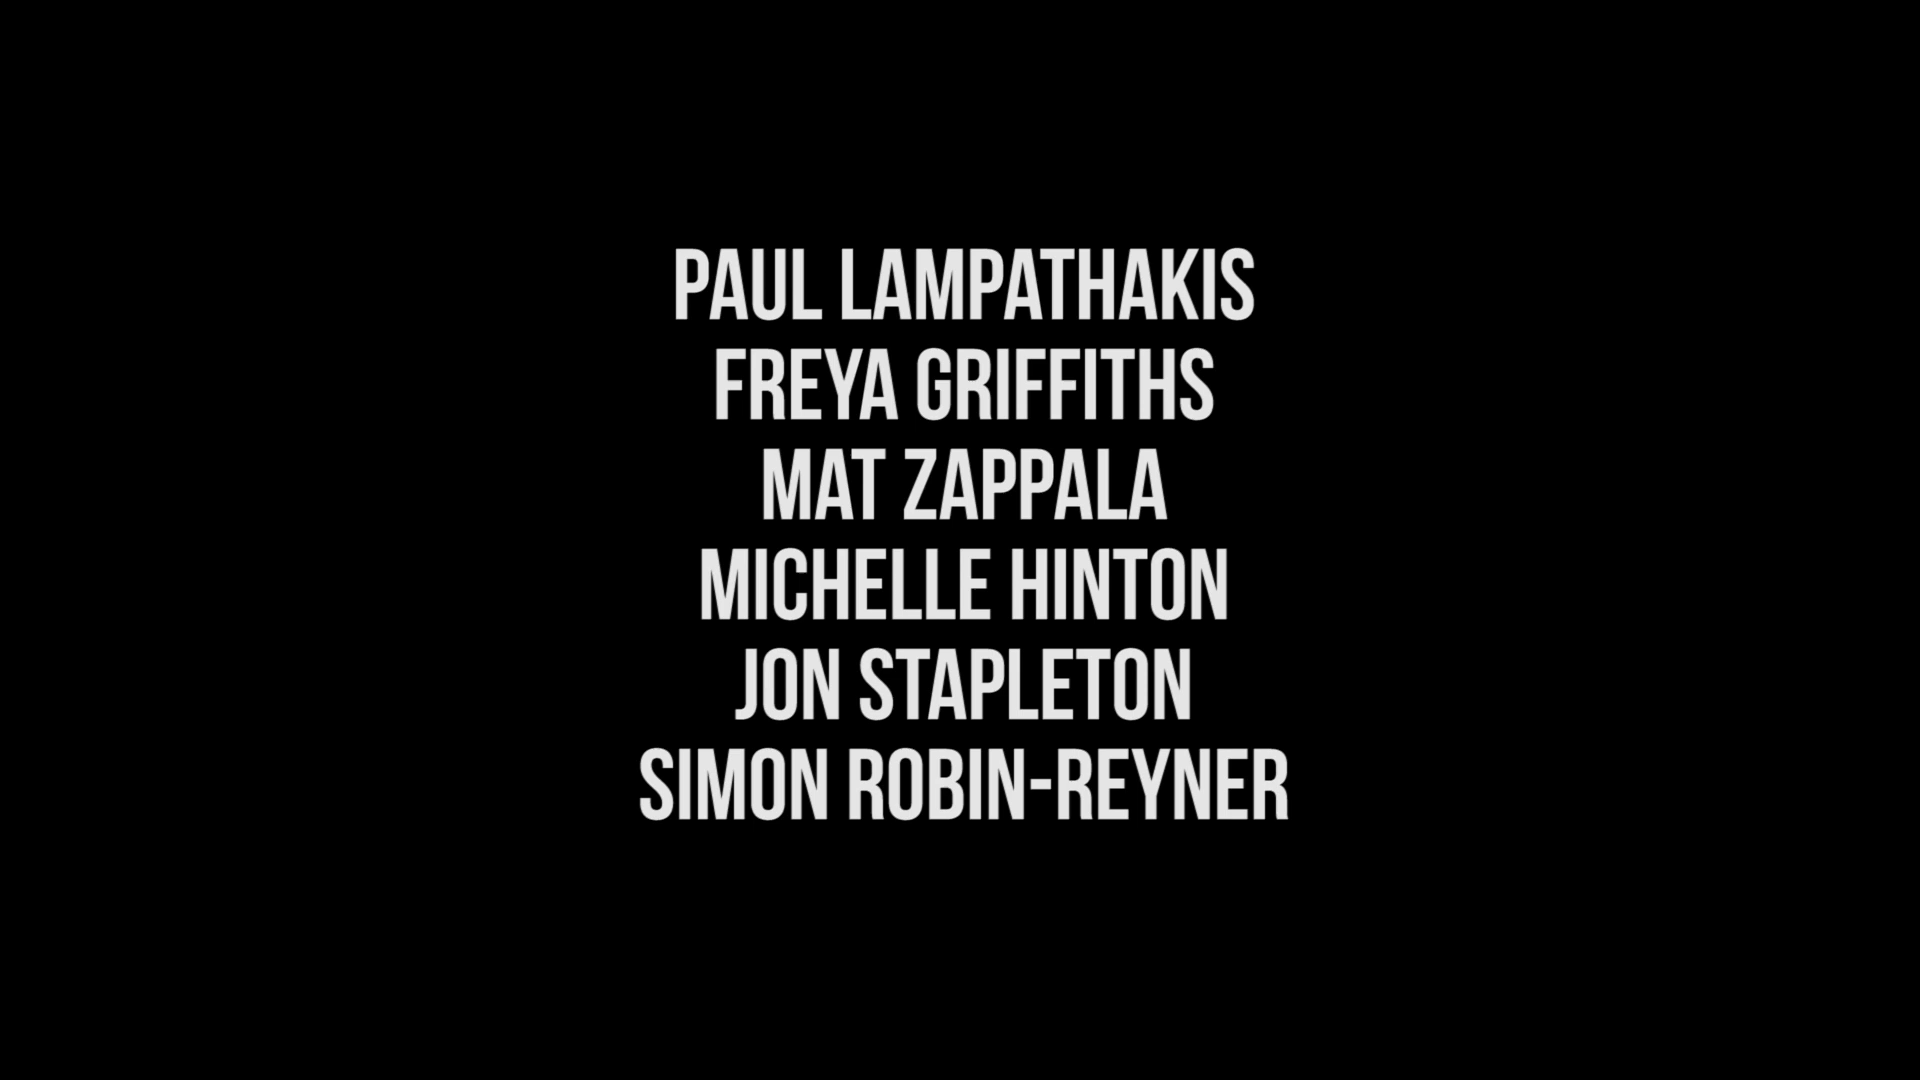 PAUL LAMPATHAKIS
FREYA GRIFFITHS
MAT ZAPPALA
MICHELLE HINTON
JON STAPLETON
SIMON ROBIN-REYNER